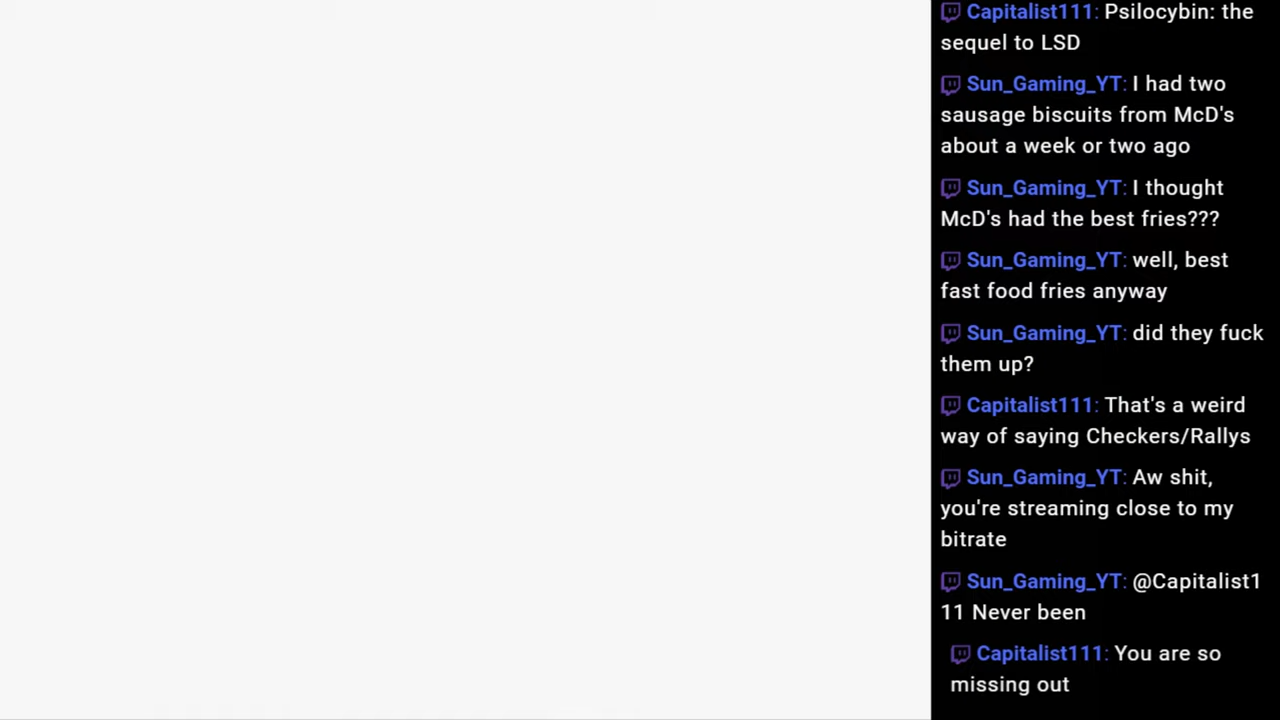 Capitalist111: Psilocybin: the
sequel to LSD
Sun_Gaming_YT: I had two
sausage biscuits from McD's
about a week or two ago
Sun_Gaming_YT: I thought
McD's had the best fries???
Sun_Gaming_YT: well, best
fast food fries anyway
Sun_Gaming_YT: did they fuck
them up?
Capitalist111: That's a weird
way of saying Checkers/Rallys
Sun_Gaming_YT: Aw shit,
you're streaming close to my
bitrate
Sun_Gaming_YT: @Capitalist1
11 Never been
Capitalist111: You are so
missing out